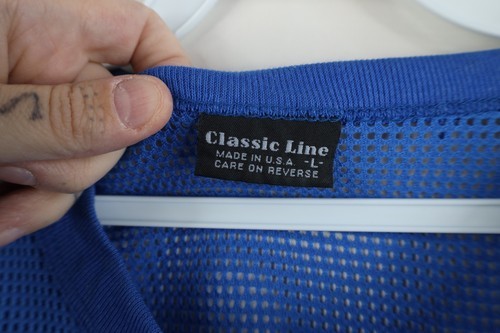 Classic Line
MADE IN U.S.A. -L-
CARE ON REVERSE